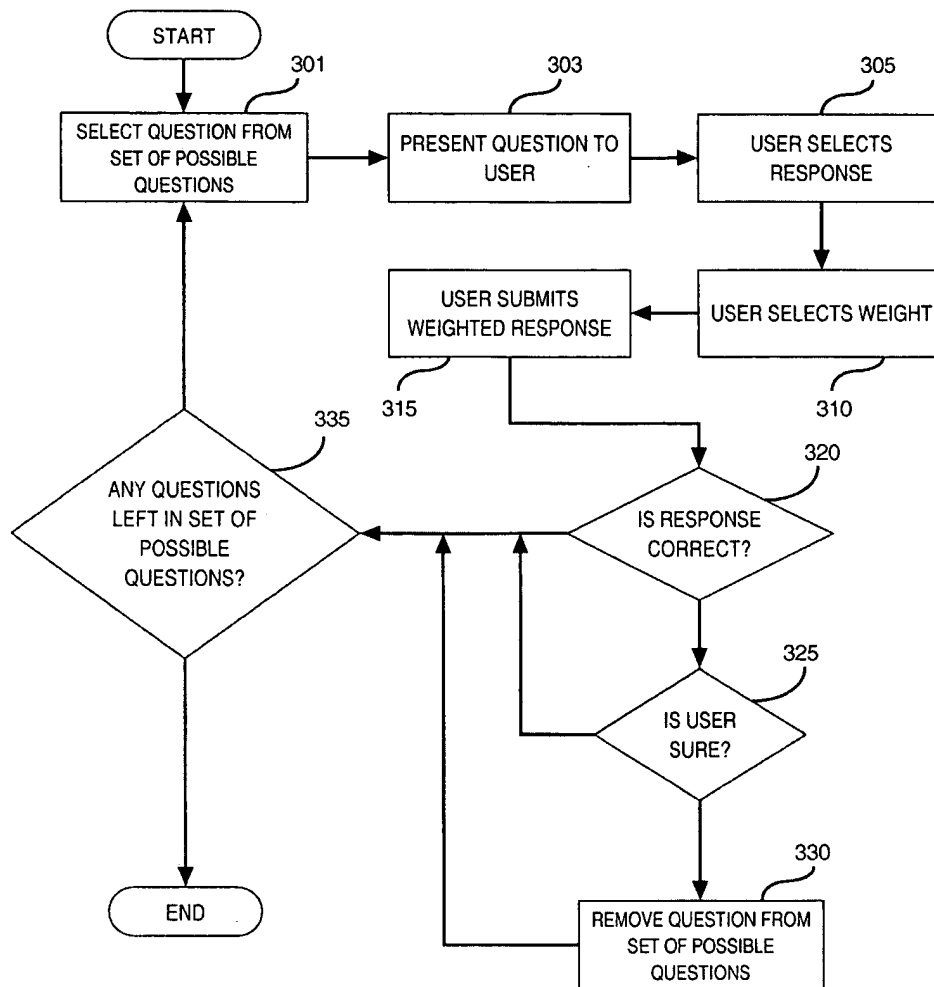 START
301
SELECT QUESTION FROM
SET OF POSSIBLE
QUESTIONS
303
PRESENT QUESTION TO
USER
305
USER SELECTS
RESPONSE
USER SUBMITS
WEIGHTED RESPONSE
315
USER SELECTS WEIGHT
310
335
ANY QUESTIONS
LEFT IN SET OF
POSSIBLE
QUESTIONS?
320
IS RESPONSE
CORRECT?
325
IS USER
SURE?
330
REMOVE QUESTION FROM
SET OF POSSIBLE
QUESTIONS
END